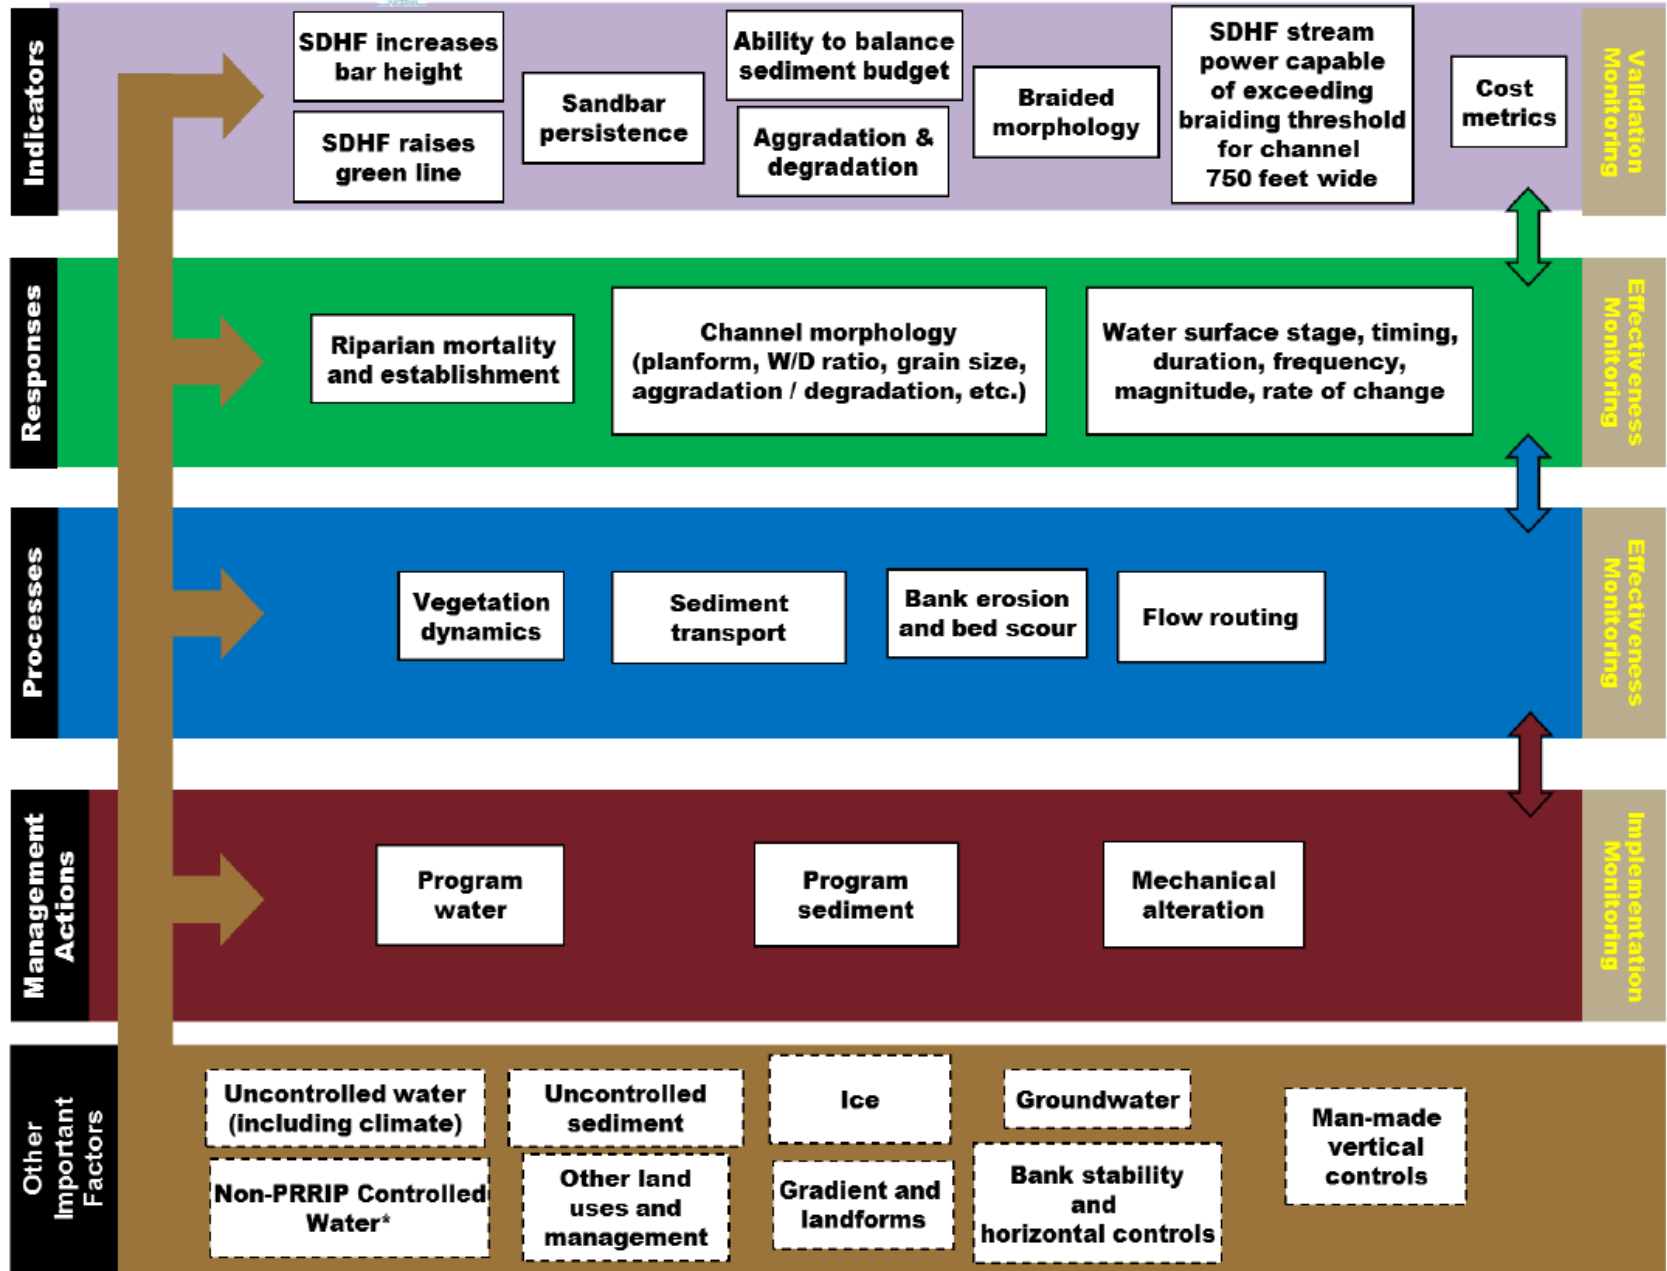 Indicators
SDHF increases
bar height
SDHF raises
green line
Sandbar
persistence
Ability to balance
sediment budget
Aggradation &
degradation
Braided
morphology
SDHF stream
power capable
of exceeding
braiding threshold
for channel
750 feet wide
Cost
metrics
Validation
Monitoring
Responses
Riparian mortality
and establishment
Channel morphology
(planform, W/D ratio, grain size,
aggradation / degradation, etc.)
Water surface stage, timing,
duration, frequency,
magnitude, rate of change
Effectiveness
Monitoring
Processes
Vegetation
dynamics
Sediment
transport
Bank erosion
and bed scour
Flow routing
Effectiveness
Monitoring
Management
Actions
Program
water
Program
sediment
Mechanical
alteration
Implementation
Monitoring
Other
Important
Factors
Uncontrolled water
(including climate)
Non-PRRIP Controlled
Water*
Uncontrolled
sediment
Other land
uses and
management
Ice
Gradient and
landforms
Groundwater
Bank stability
and
horizontal controls
Man-made
vertical
controls